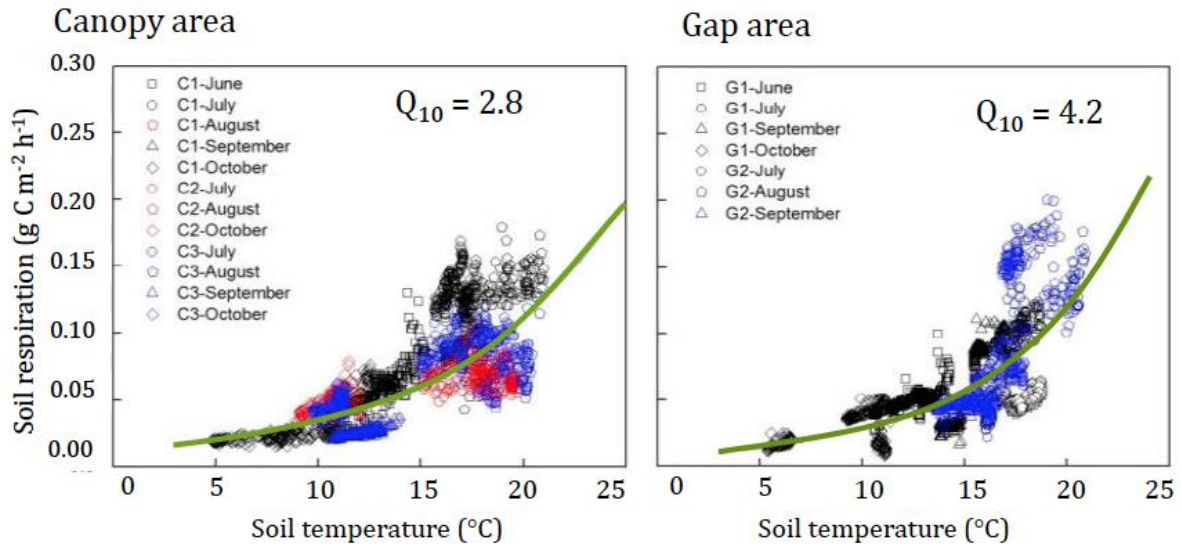 Canopy area
Gap area
0.30
0.25
0.20
0.15
0.10
0.05
0.00
Soil respiration (g C m⁻² h⁻¹)
C1-June
C1-July
C1-August
C1-September
C1-October
C2-July
C2-August
C2-October
C3-July
C3-August
C3-September
C3-October
Q₁₀ = 2.8
0 5 10 15 20 25
Soil temperature (°C)
G1-June
G1-July
G1-September
G1-October
G2-July
G2-August
G2-September
Q₁₀ = 4.2
0 5 10 15 20 25
Soil temperature (°C)